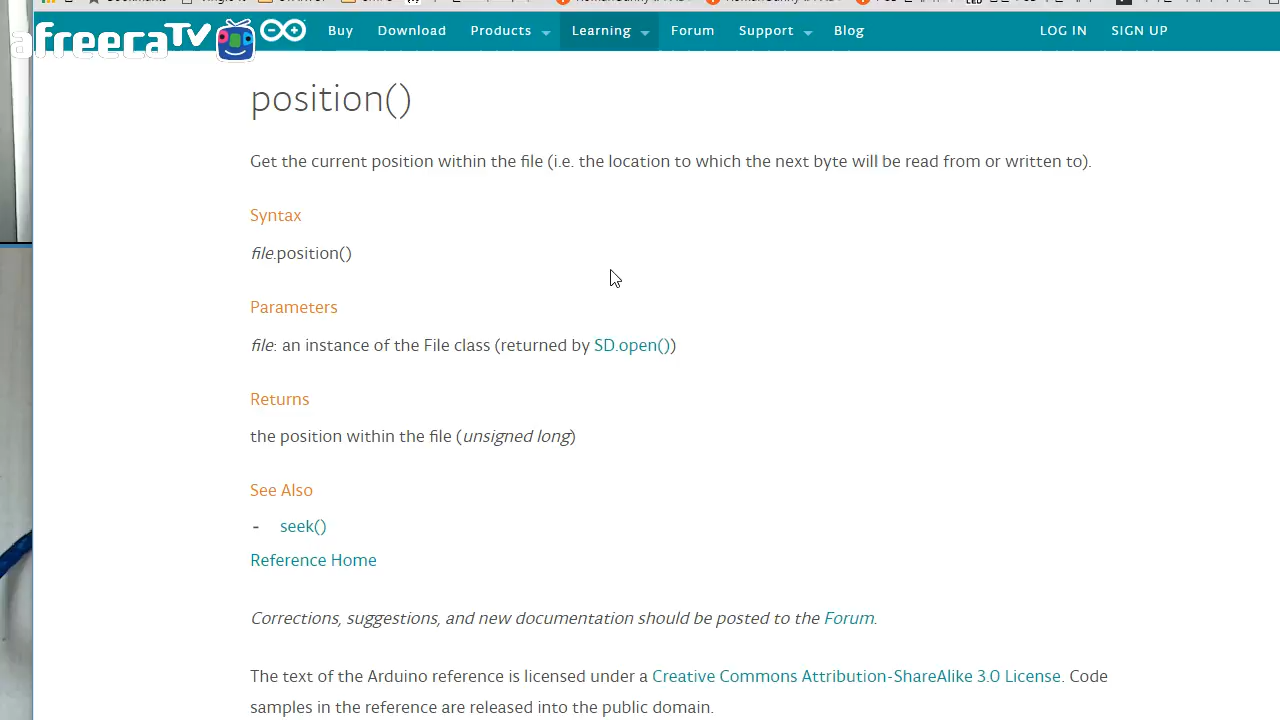 afreecaTV
Buy Download Products Learning Forum Support Blog LOG IN SIGN UP
position()
Get the current position within the file (i.e. the location to which the next byte will be read from or written to).
Syntax
file.position()
Parameters
file: an instance of the File class (returned by SD.open())
Returns
the position within the file (unsigned long)
See Also
- seek()
Reference Home
Corrections, suggestions, and new documentation should be posted to the Forum.
The text of the Arduino reference is licensed under a Creative Commons Attribution-ShareAlike 3.0 License. Code
samples in the reference are released into the public domain.